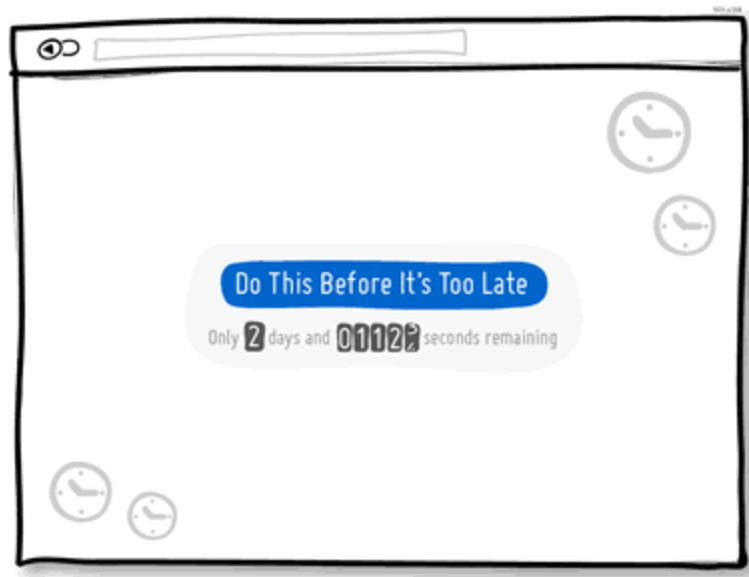 Do This Before It's Too Late
Only 2 days and 0112 seconds remaining